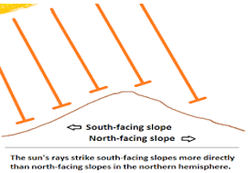 South-facing slope
North-facing slope
The sun's rays strike south-facing slopes more directly
than north-facing slopes in the northern hemisphere.